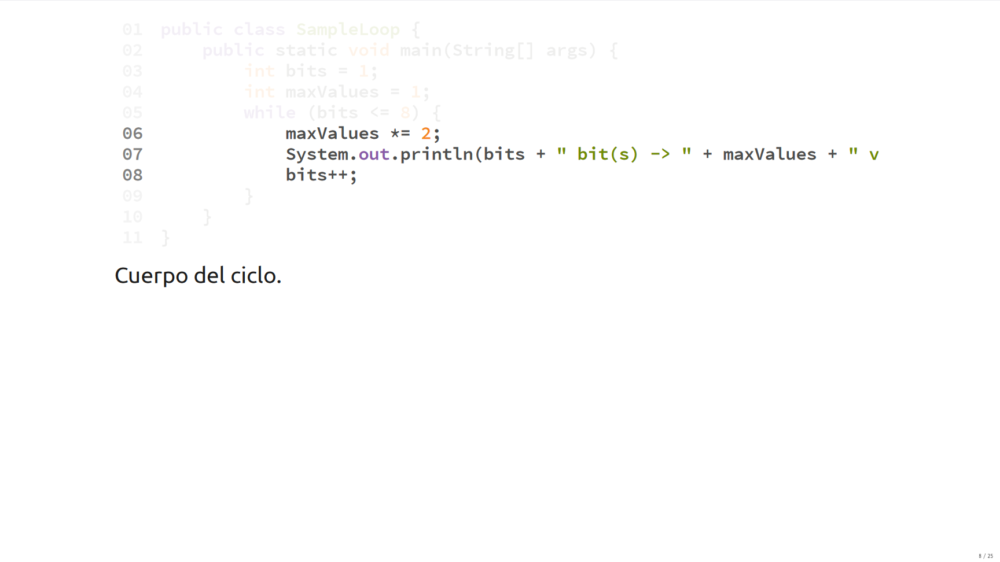 01 public class SampleLoop {
02     public static void main(String[] args) {
03         int bits = 1;
04         int maxValues = 1;
05         while (bits <= 8) {
06             maxValues *= 2;
07             System.out.println(bits + " bit(s) -> " + maxValues + " v
08             bits++;
09         }
10     }
11 }
Cuerpo del ciclo.
8 / 25